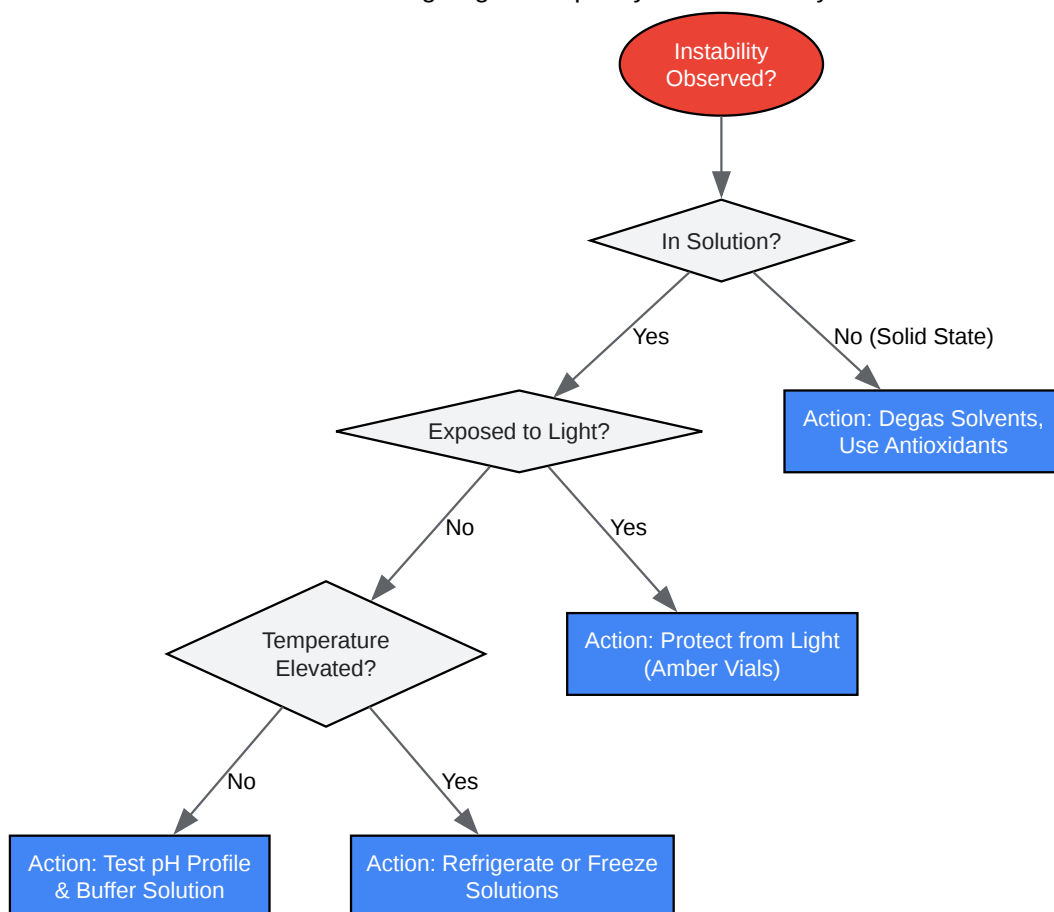 Instability
Observed?
In Solution?
Yes
No (Solid State)
Exposed to Light?
Action: Degas Solvents,
Use Antioxidants
No
Yes
Temperature
Elevated?
Action: Protect from Light
(Amber Vials)
No
Yes
Action: Test pH Profile
& Buffer Solution
Action: Refrigerate or Freeze
Solutions